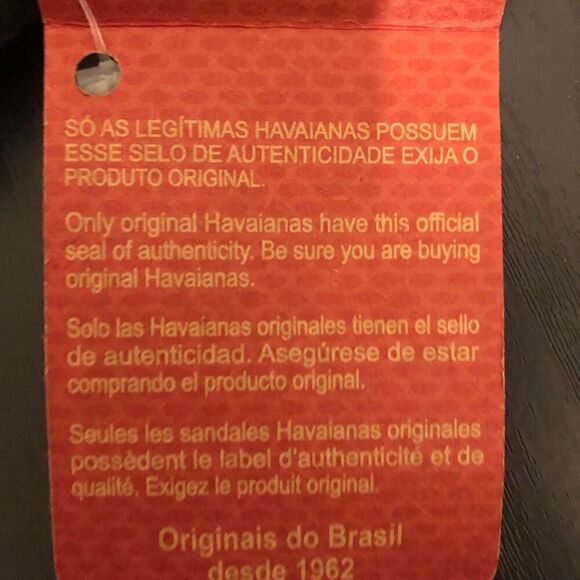 SÓ AS LEGÍTIMAS HAVAIANAS POSSUEM
ESSE SELO DE AUTENTICIDADE EXIJA O
PRODUTO ORIGINAL.
Only original Havaianas have this official
seal of authenticity. Be sure you are buying
original Havaianas.
Solo las Havaianas originales tienen el sello
de autenticidad. Asegúrese de estar
comprando el producto original.
Seules les sandales Havaianas originales
possèdent le label d'authenticité et de
qualité. Exigez le produit original.
Originais do Brasil
desde 1962